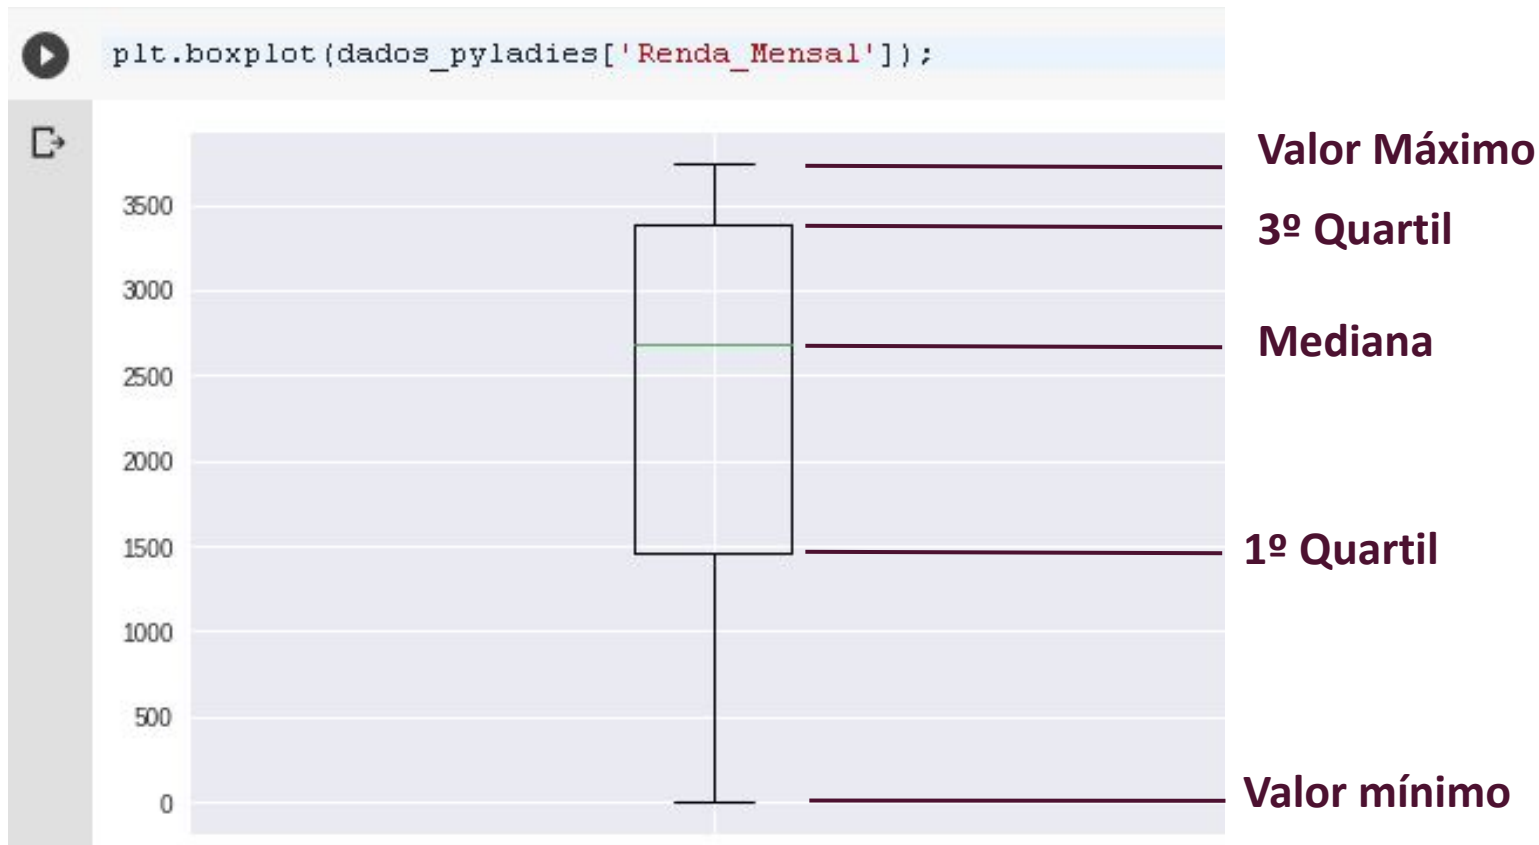 plt.boxplot(dados_pyladies['Renda_Mensal']);
Valor Máximo
3500
3º Quartil
3000
Mediana
2500
2000
1500
1º Quartil
1000
500
0
Valor mínimo